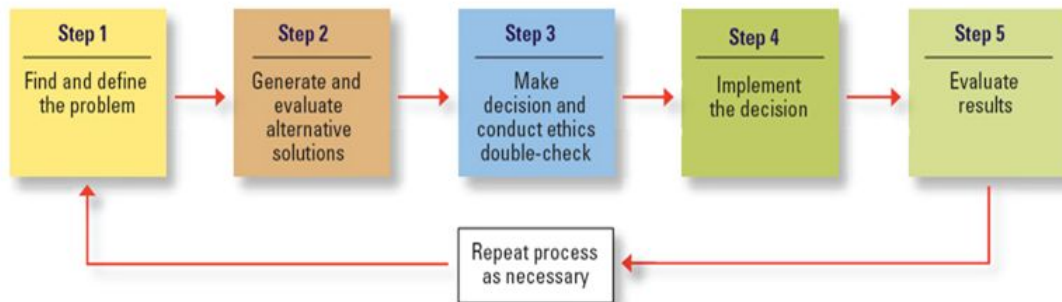 Step 1
Find and define
the problem
Step 2
Generate and
evaluate
alternative
solutions
Step 3
Make
decision and
conduct ethics
double-check
Step 4
Implement
the decision
Step 5
Evaluate
results
Repeat process
as necessary